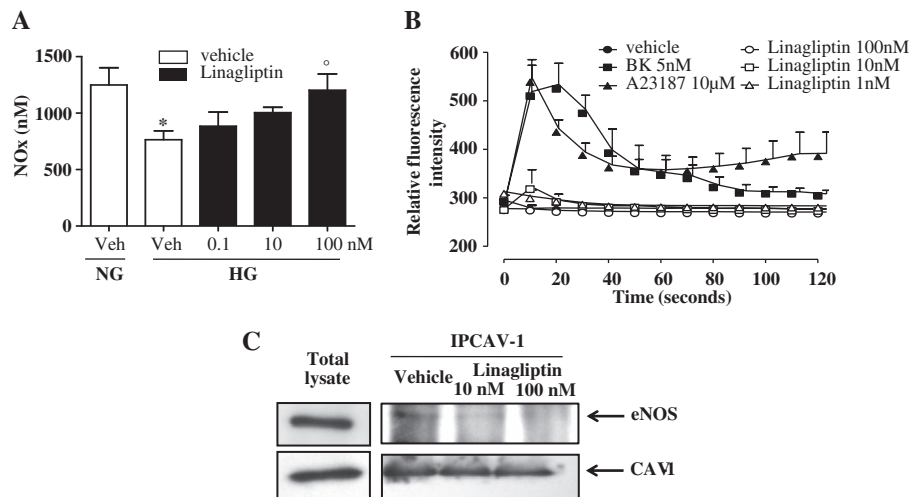 A
vehicle
Linagliptin
NOx (nM)
1500
1000
500
0
*
°
Veh
Veh
0.1
10
100 nM
NG
HG
B
vehicle
BK 5nM
A23187 10µM
Linagliptin 100nM
Linagliptin 10nM
Linagliptin 1nM
Relative fluorescence
intensity
600
500
400
300
200
0
20
40
60
80
100
120
Time (seconds)
C
Total
lysate
IPCAV-1
Vehicle
Linagliptin
10 nM
100 nM
eNOS
CAV1